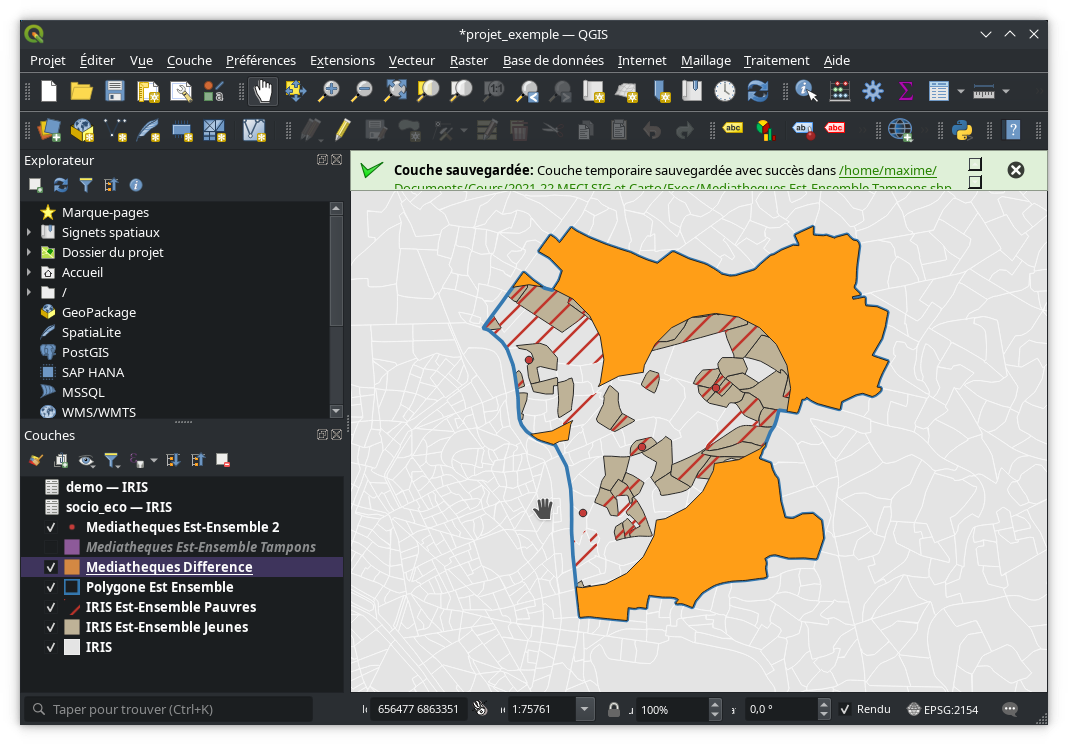 *projet_exemple — QGIS
Projet Éditer Vue Couche Préférences Extensions Vecteur Raster Base de données Internet Maillage Traitement Aide
abc abc abc
Explorateur
Marque-pages
Signets spatiaux
Dossier du projet
Accueil
/
GeoPackage
SpatiaLite
PostGIS
SAP HANA
MSSQL
WMS/WMTS
Couche sauvegardée: Couche temporaire sauvegardée avec succès dans /home/maxime/
Documents/Cours/2021-22 MECI SIG et Carto/Exos/Mediatheques Est-Ensemble Tampons.shp
Couches
demo — IRIS
socio_eco — IRIS
Mediatheques Est-Ensemble 2
Mediatheques Est-Ensemble Tampons
Mediatheques Difference
Polygone Est Ensemble
IRIS Est-Ensemble Pauvres
IRIS Est-Ensemble Jeunes
IRIS
Taper pour trouver (Ctrl+K) 656477 6863351 1:75761 100% 0,0 ° Rendu EPSG:2154